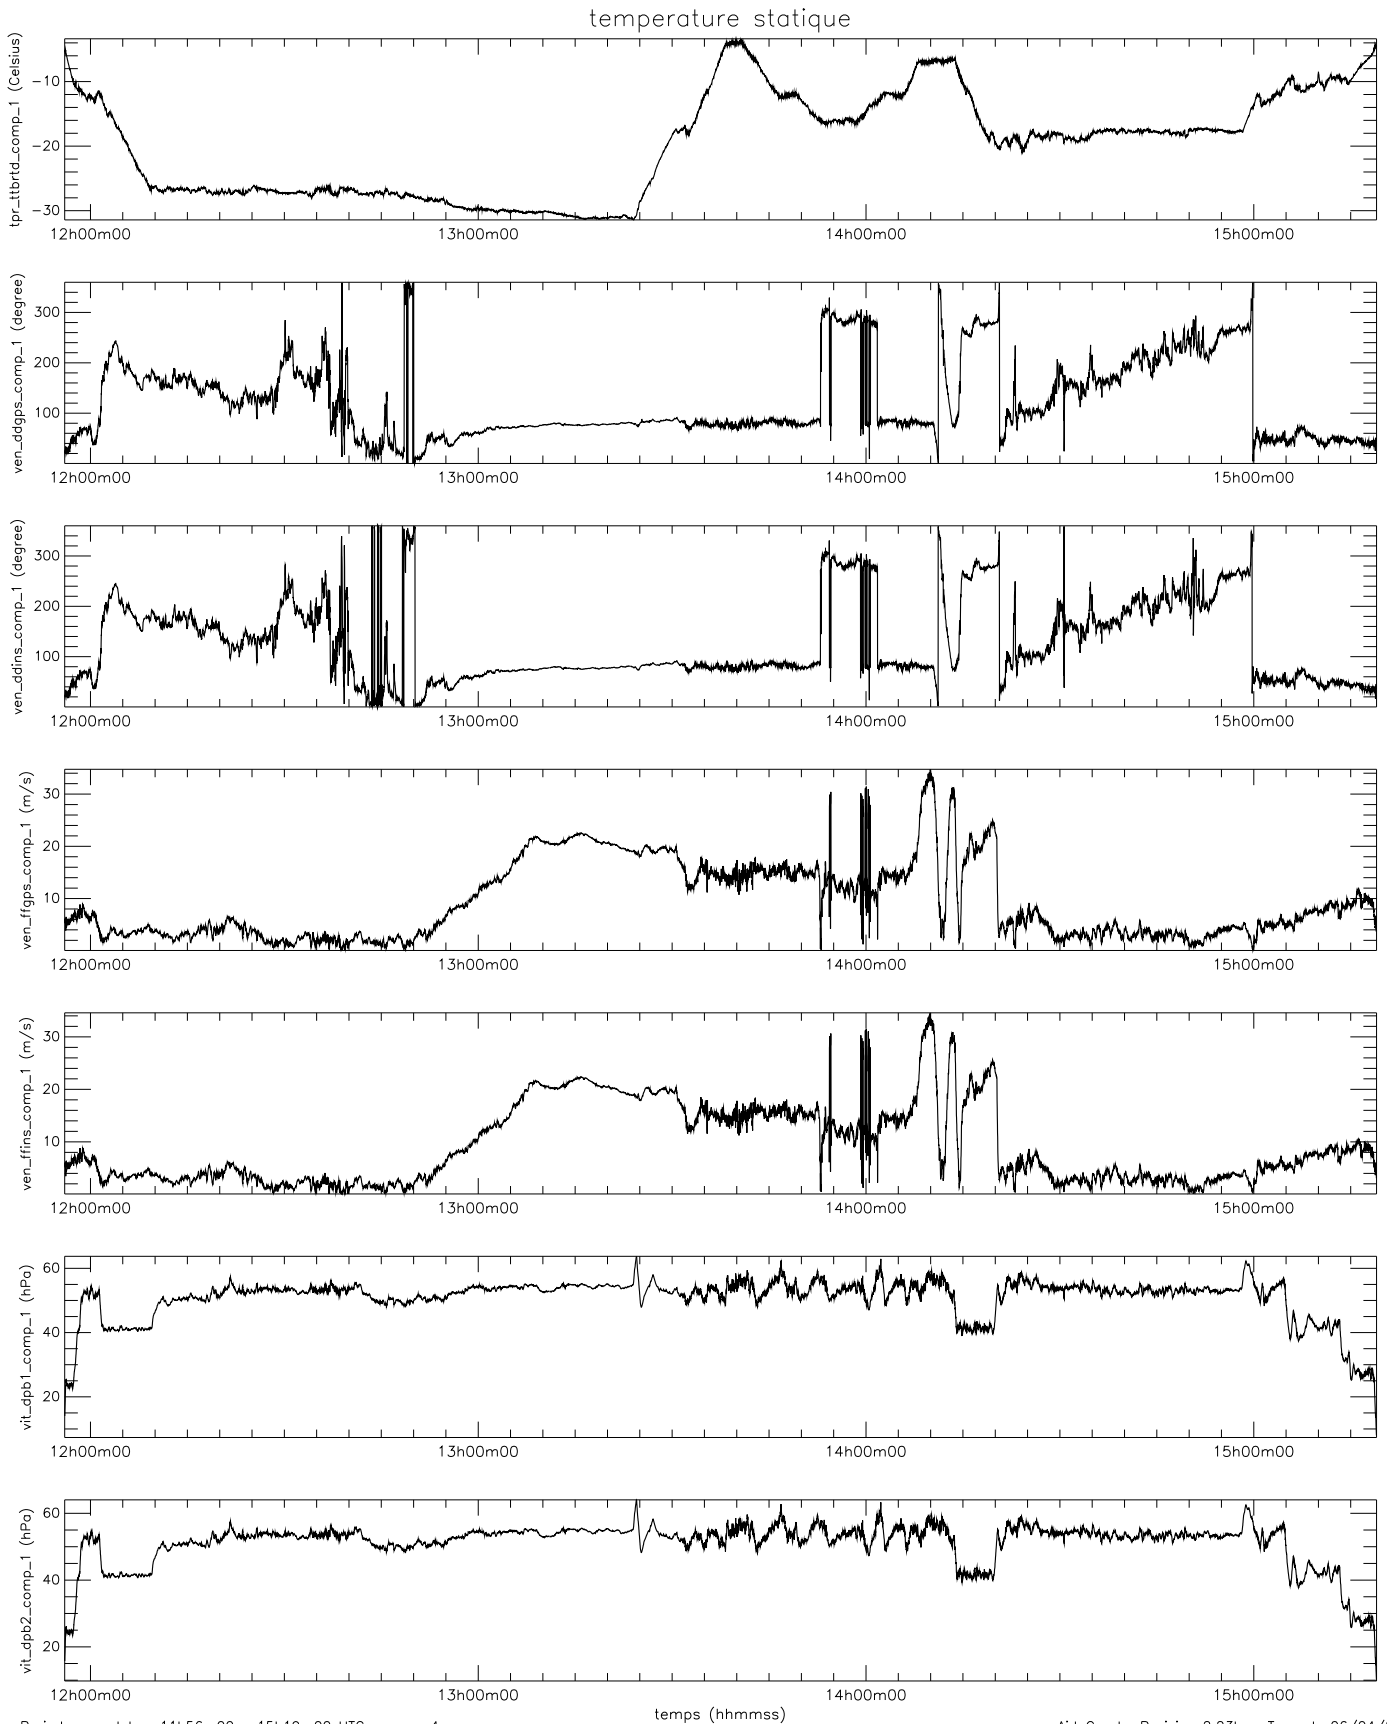 temperature statique
tpr_ttbrtd_comp_1 (Celsius)
-10
-20
-30
12h00m00 13h00m00 14h00m00 15h00m00
ven_ddgps_comp_1 (degree)
300
200
100
12h00m00 13h00m00 14h00m00 15h00m00
ven_ddins_comp_1 (degree)
300
200
100
12h00m00 13h00m00 14h00m00 15h00m00
ven_ffgps_comp_1 (m/s)
30
20
10
12h00m00 13h00m00 14h00m00 15h00m00
ven_ffins_comp_1 (m/s)
30
20
10
12h00m00 13h00m00 14h00m00 15h00m00
vit_dpb1_comp_1 (hPa)
60
40
20
12h00m00 13h00m00 14h00m00 15h00m00
vit_dpb2_comp_1 (hPa)
60
40
20
12h00m00 13h00m00 14h00m00 15h00m00
temps (hhmmss)